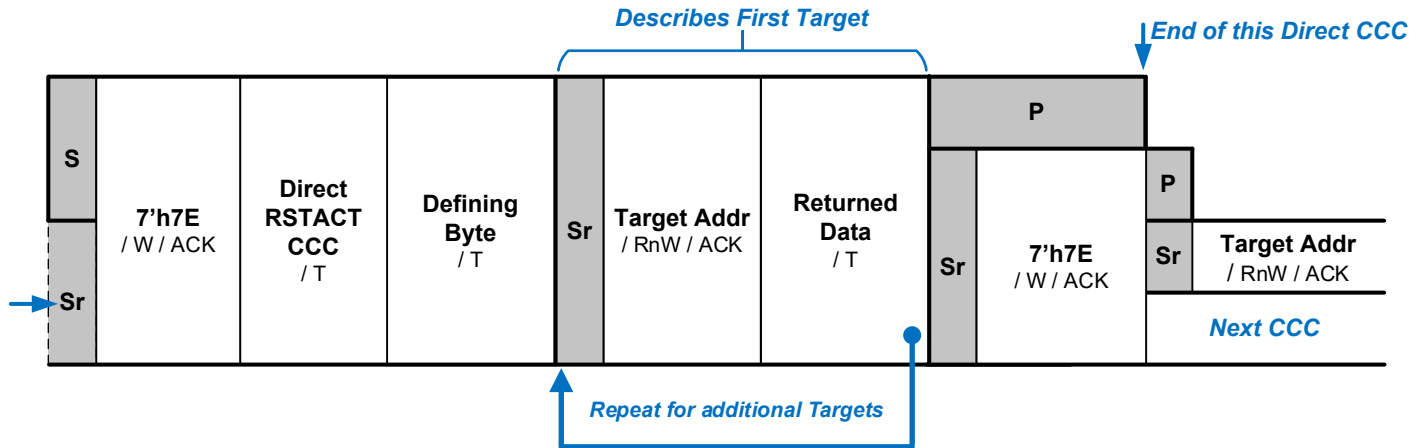 Describes First Target
End of this Direct CCC
S
Sr
7’h7E
/ W / ACK
Direct
RSTACT
CCC
/ T
Defining
Byte
/ T
Sr
Target Addr
/ RnW / ACK
Returned
Data
/ T
P
Sr
7’h7E
/ W / ACK
P
Sr
Target Addr
/ RnW / ACK
Next CCC
Repeat for additional Targets